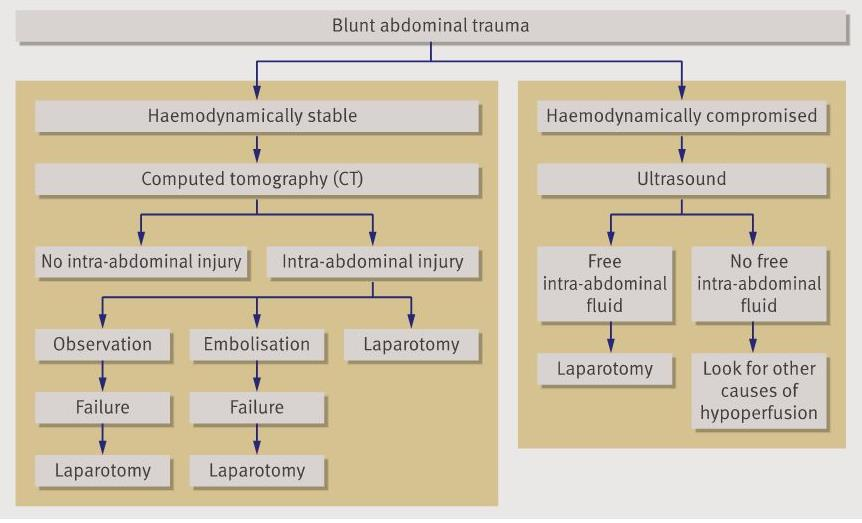 Blunt abdominal trauma
Haemodynamically stable
Haemodynamically compromised
Computed tomography (CT)
Ultrasound
No intra-abdominal injury
Intra-abdominal injury
Free
intra-abdominal
fluid
No free
intra-abdominal
fluid
Observation
Embolisation
Laparotomy
Laparotomy
Look for other
causes of
hypoperfusion
Failure
Failure
Laparotomy
Laparotomy